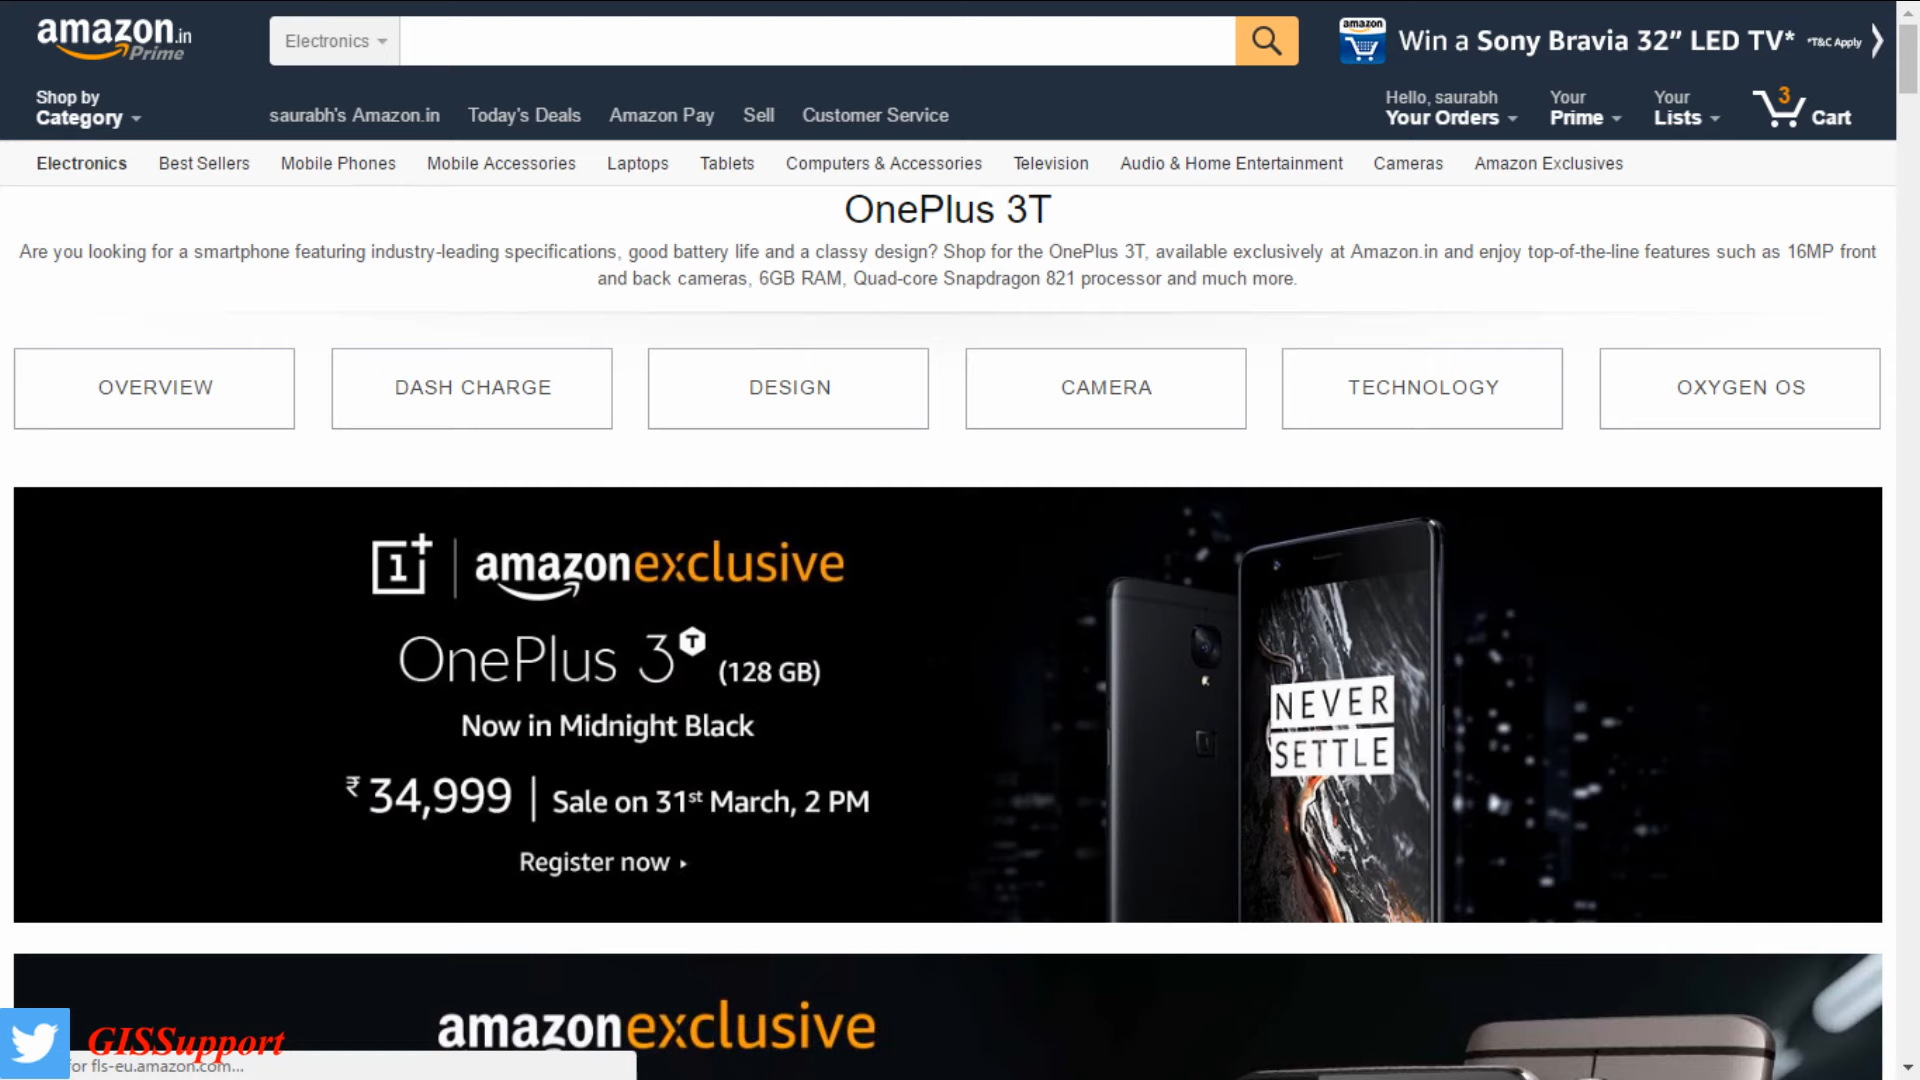 amazon.in
Prime
Electronics
amazon
Win a Sony Bravia 32” LED TV* *T&C Apply
Shop by
Category
saurabh's Amazon.in
Today's Deals
Amazon Pay
Sell
Customer Service
Hello, saurabh
Your Orders
Your
Prime
Your
Lists
3
Cart
Electronics
Best Sellers
Mobile Phones
Mobile Accessories
Laptops
Tablets
Computers & Accessories
Television
Audio & Home Entertainment
Cameras
Amazon Exclusives
OnePlus 3T
Are you looking for a smartphone featuring industry-leading specifications, good battery life and a classy design? Shop for the OnePlus 3T, available exclusively at Amazon.in and enjoy top-of-the-line features such as 16MP front
and back cameras, 6GB RAM, Quad-core Snapdragon 821 processor and much more.
OVERVIEW
DASH CHARGE
DESIGN
CAMERA
TECHNOLOGY
OXYGEN OS
1+ | amazonexclusive
OnePlus 3T (128 GB)
Now in Midnight Black
₹ 34,999 | Sale on 31st March, 2 PM
Register now
NEVER
SETTLE
amazonexclusive
GISSupport
or fls-eu.amazon.com...